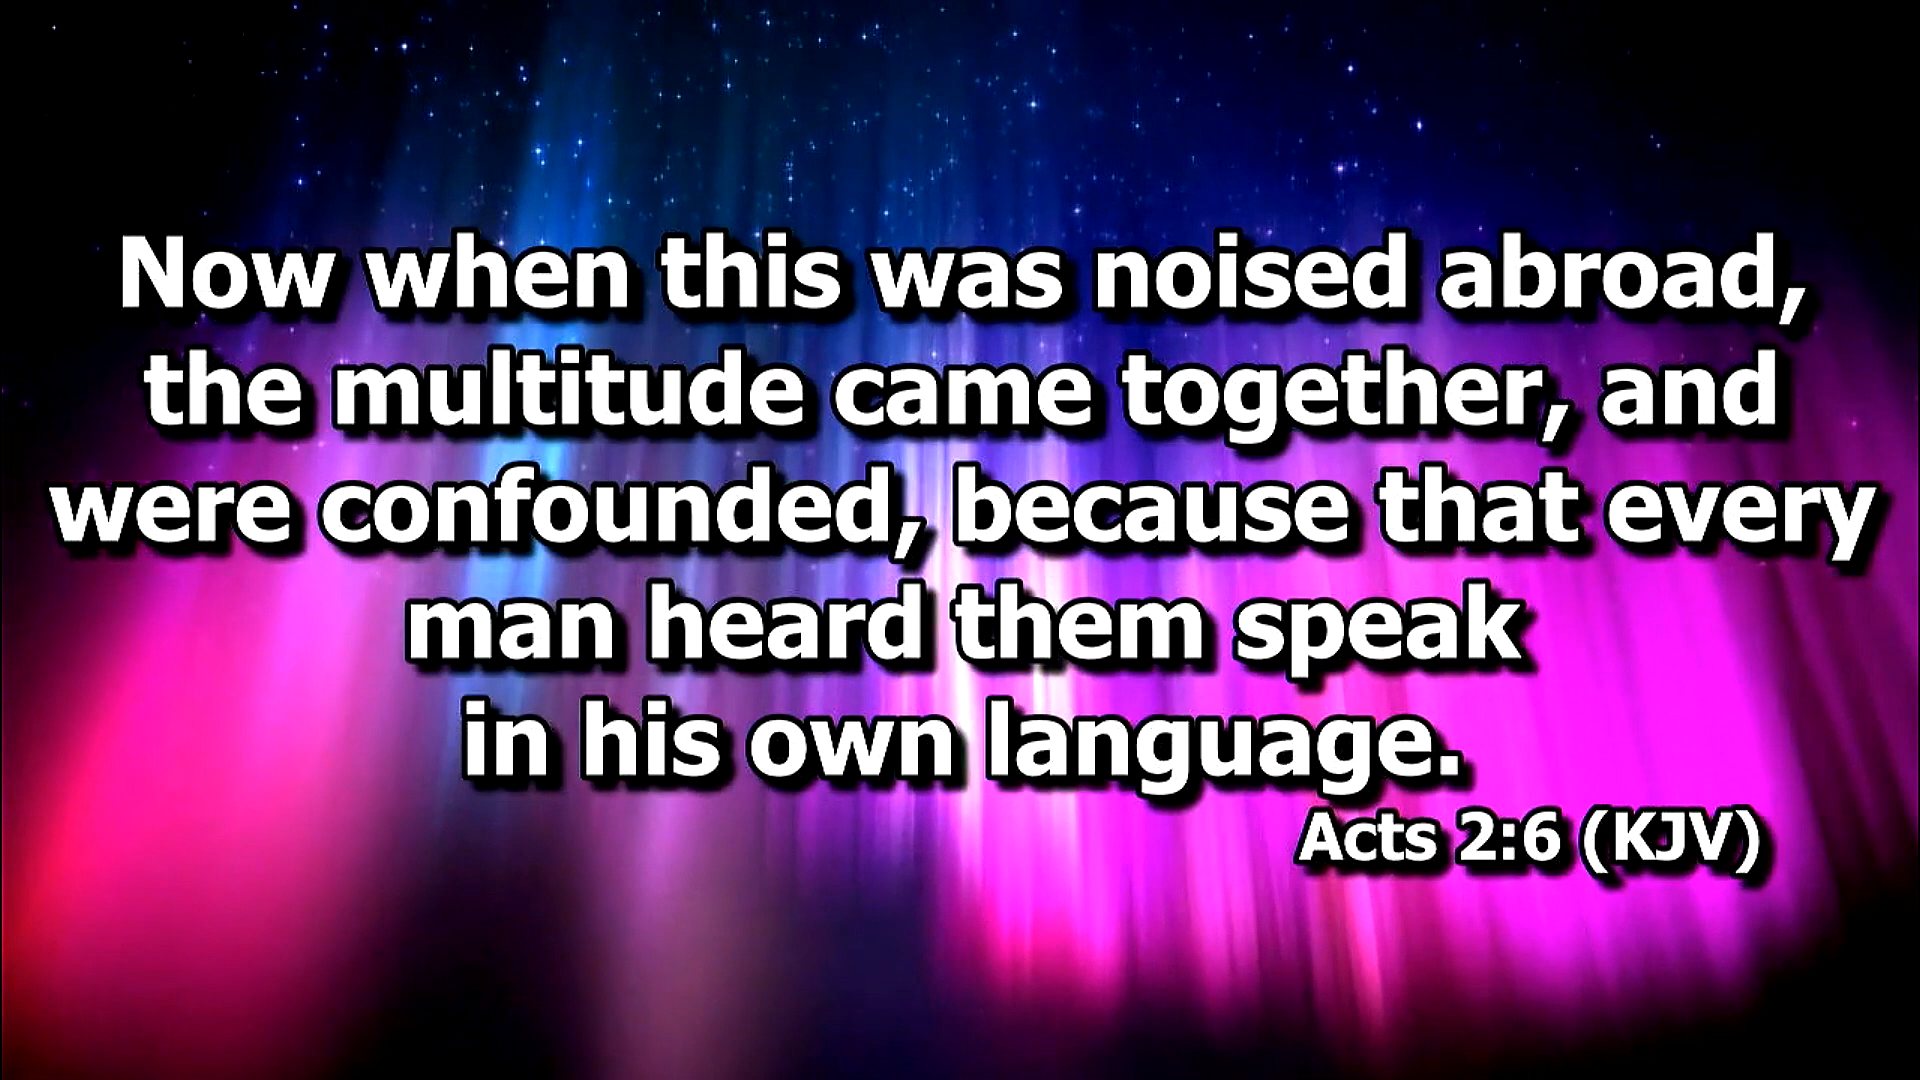 Now when this was noised abroad,
the multitude came together, and
were confounded, because that every
man heard them speak
in his own language.
Acts 2:6 (KJV)